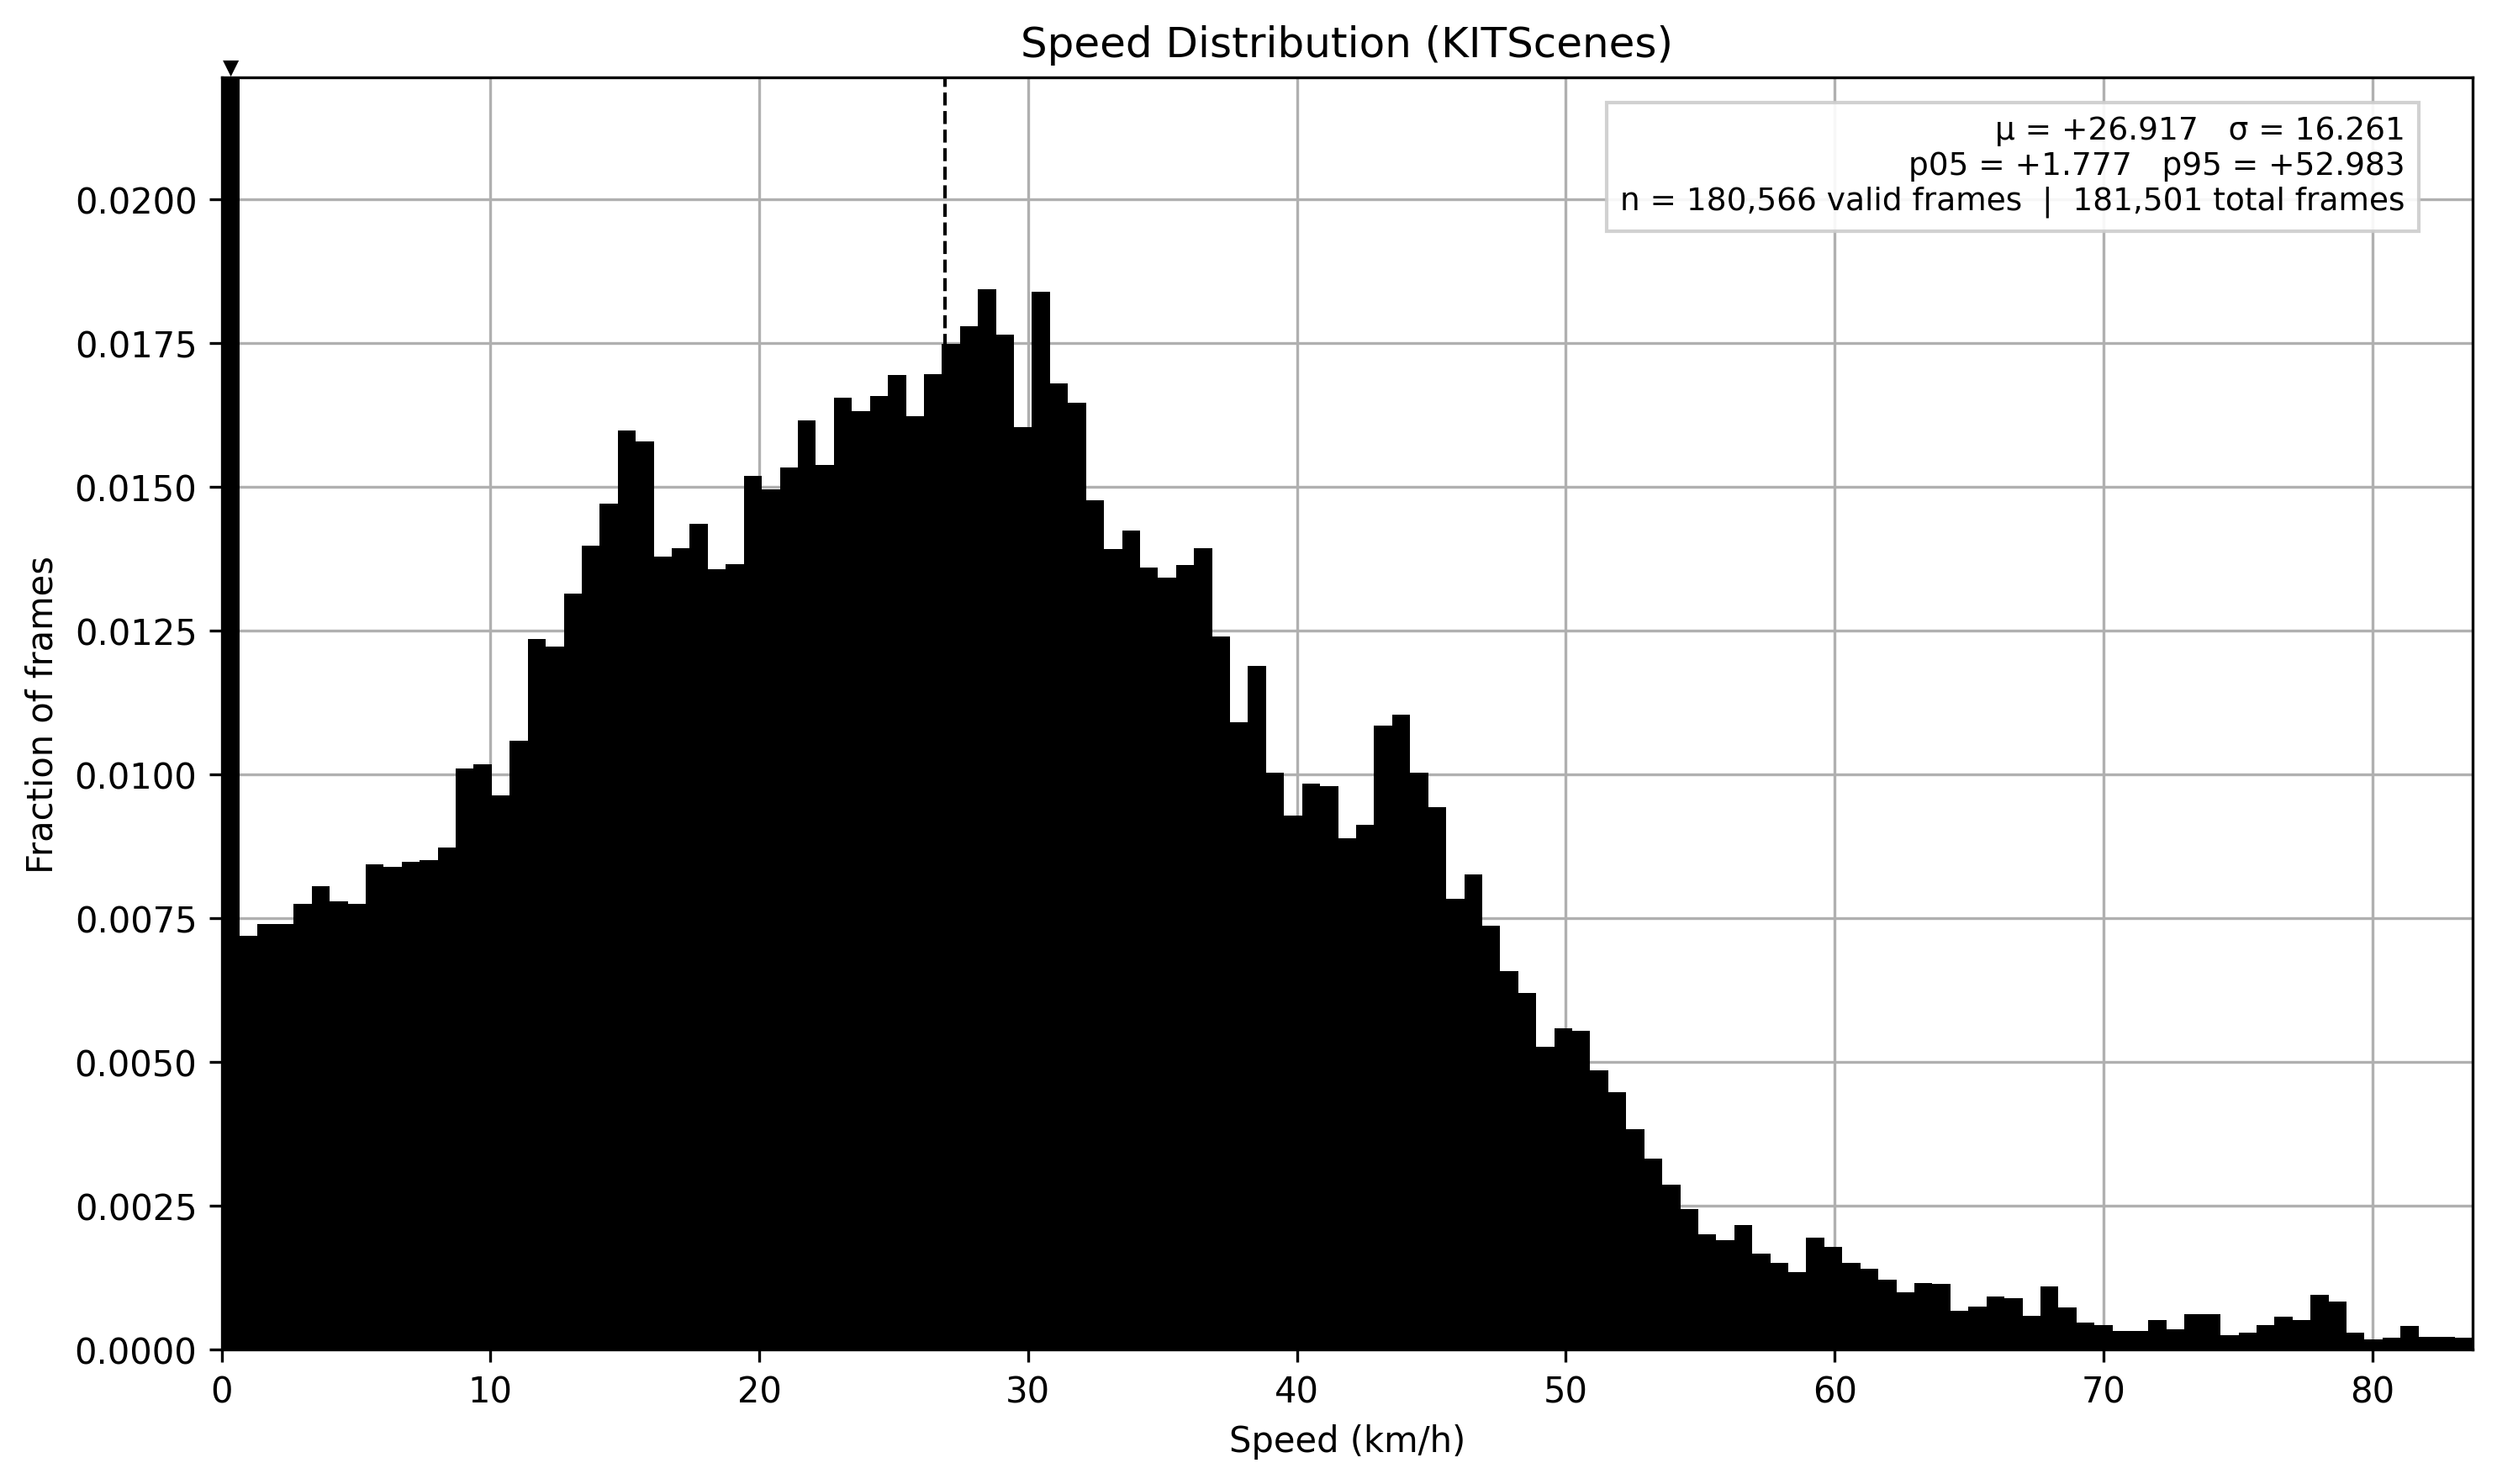 Speed Distribution (KITScenes)
μ = +26.917   σ = 16.261
p05 = +1.777   p95 = +52.983
n = 180,566 valid frames  |  181,501 total frames
Fraction of frames
0.0200
0.0175
0.0150
0.0125
0.0100
0.0075
0.0050
0.0025
0.0000
0 10 20 30 40 50 60 70 80
Speed (km/h)